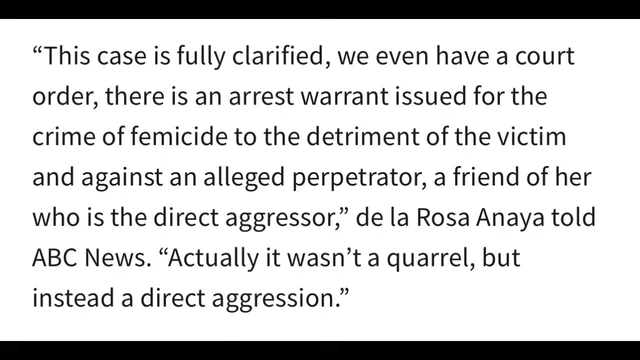 “This case is fully clarified, we even have a court
order, there is an arrest warrant issued for the
crime of femicide to the detriment of the victim
and against an alleged perpetrator, a friend of her
who is the direct aggressor,” de la Rosa Anaya told
ABC News. “Actually it wasn’t a quarrel, but
instead a direct aggression.”